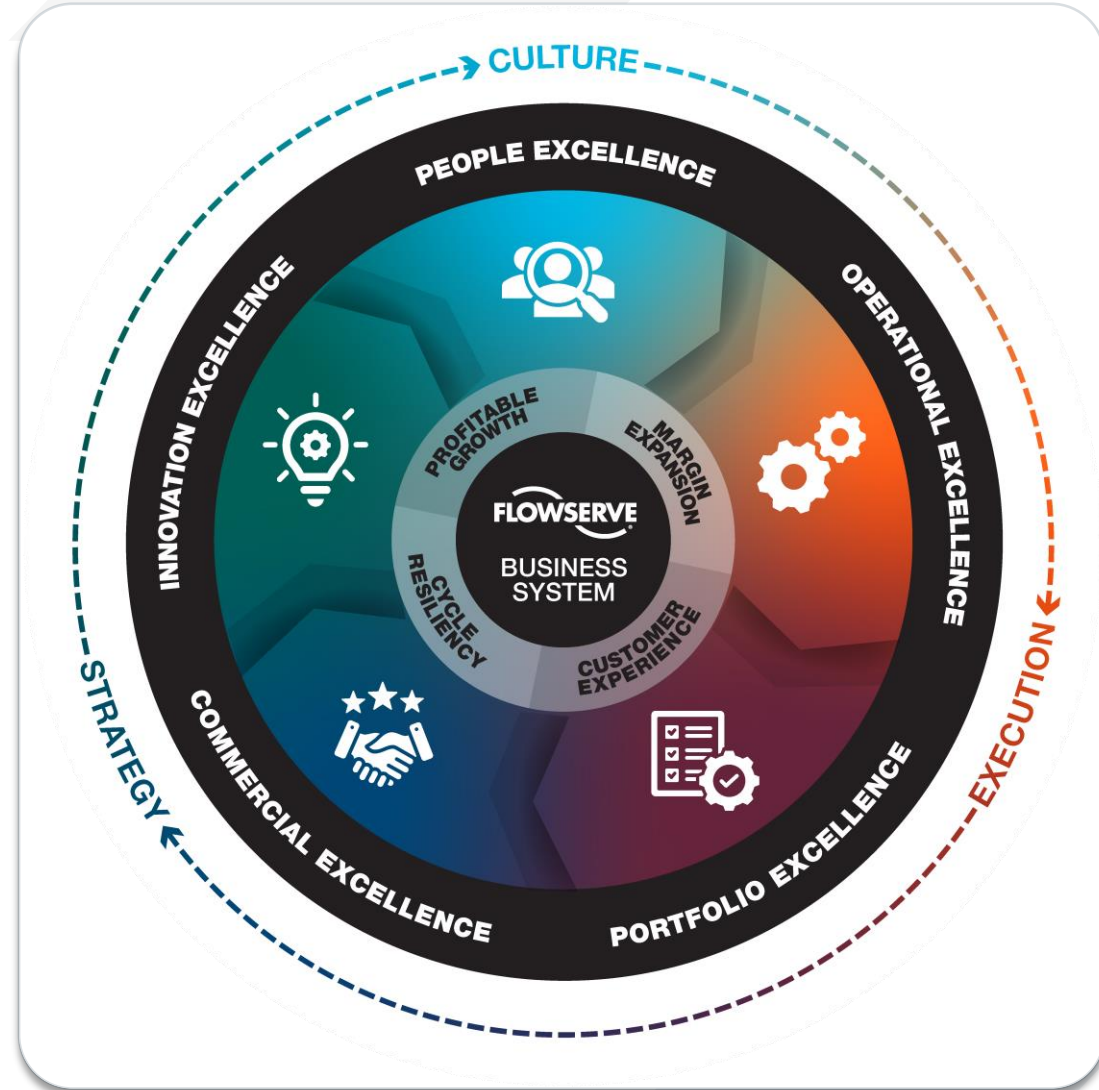 CULTURE
PEOPLE EXCELLENCE
OPERATIONAL EXCELLENCE
EXECUTION
PORTFOLIO EXCELLENCE
COMMERCIAL EXCELLENCE
STRATEGY
INNOVATION EXCELLENCE
PROFITABLE
GROWTH
MARGIN
EXPANSION
CUSTOMER
EXPERIENCE
CYCLE
RESILIENCY
FLOWSERVE
BUSINESS
SYSTEM